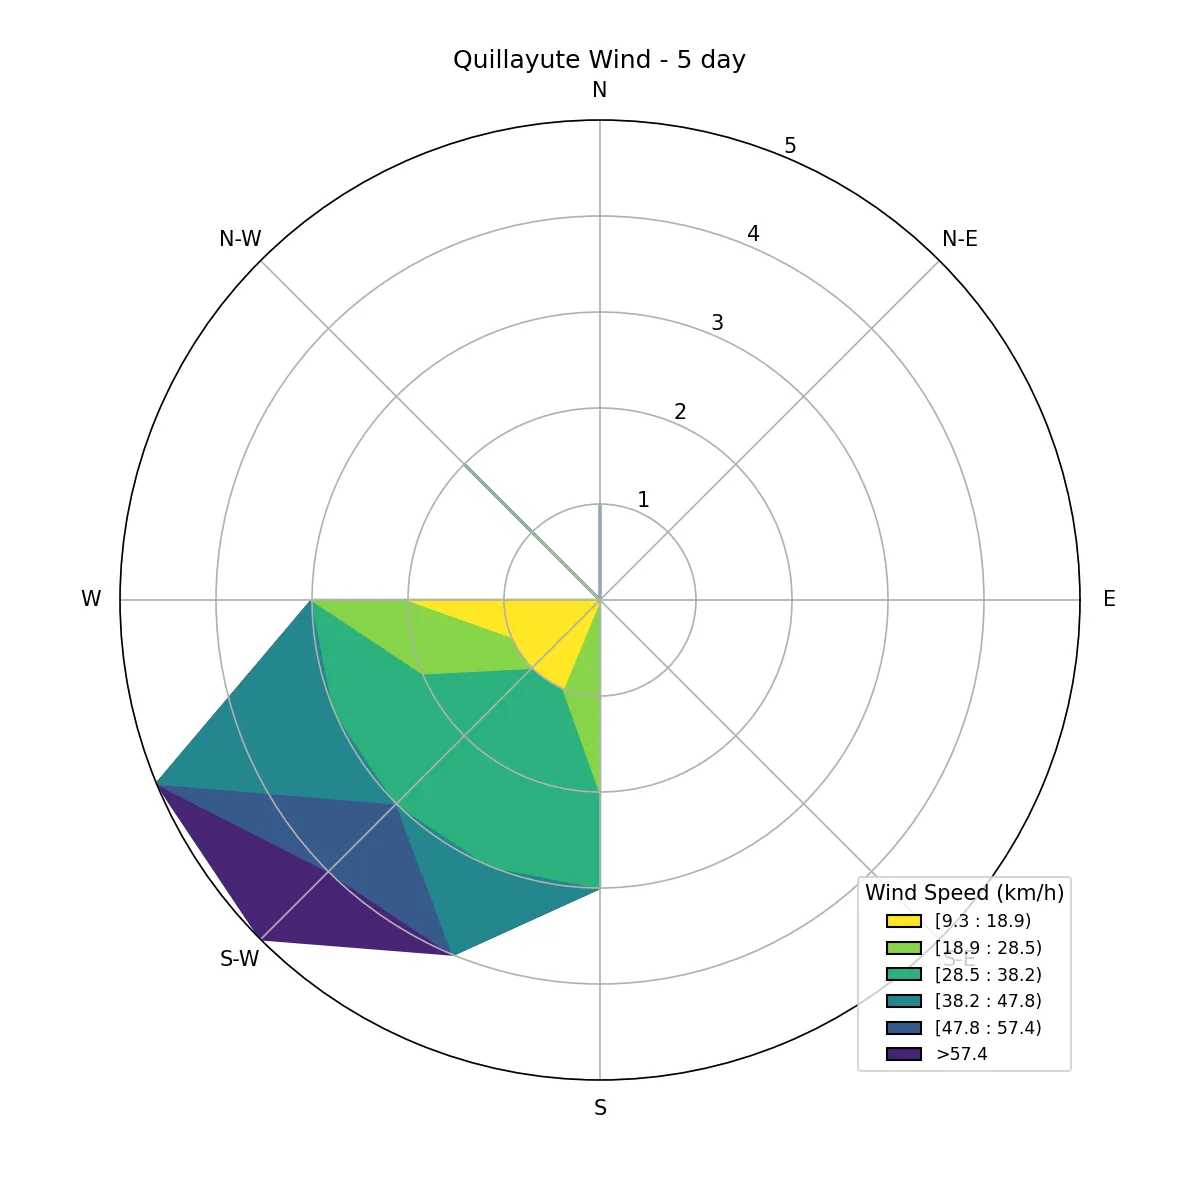 Quillayute Wind - 5 day
N
5
N-W
4
N-E
3
2
1
W
E
Wind Speed (km/h)
[9.3 : 18.9)
[18.9 : 28.5)
S-W
S-E
[28.5 : 38.2)
[38.2 : 47.8)
[47.8 : 57.4)
>57.4
S